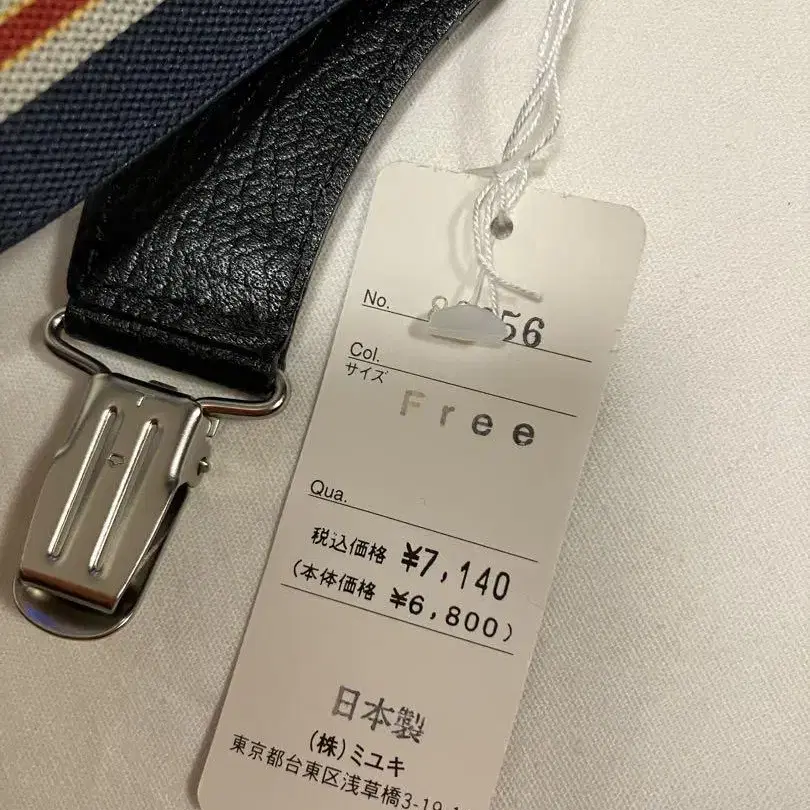 No. 56
Col.
サイズ
Free
Qua.
税込価格 ¥7,140
(本体価格 ¥6,800)
日本製
(株)ミユキ
東京都台東区浅草橋3-19